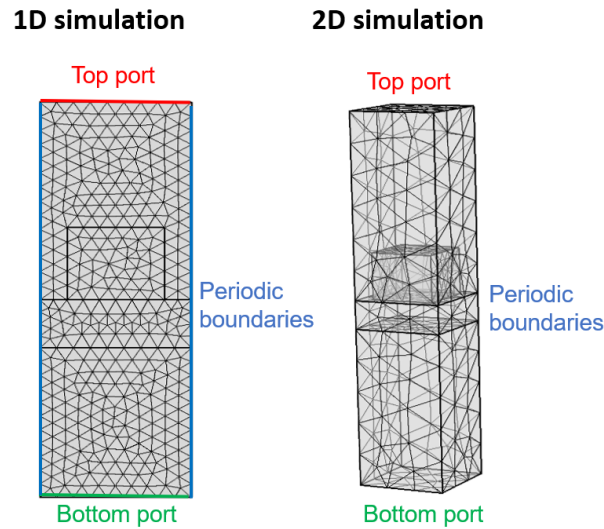 1D simulation
2D simulation
Top port
Top port
Periodic
boundaries
Periodic
boundaries
Bottom port
Bottom port